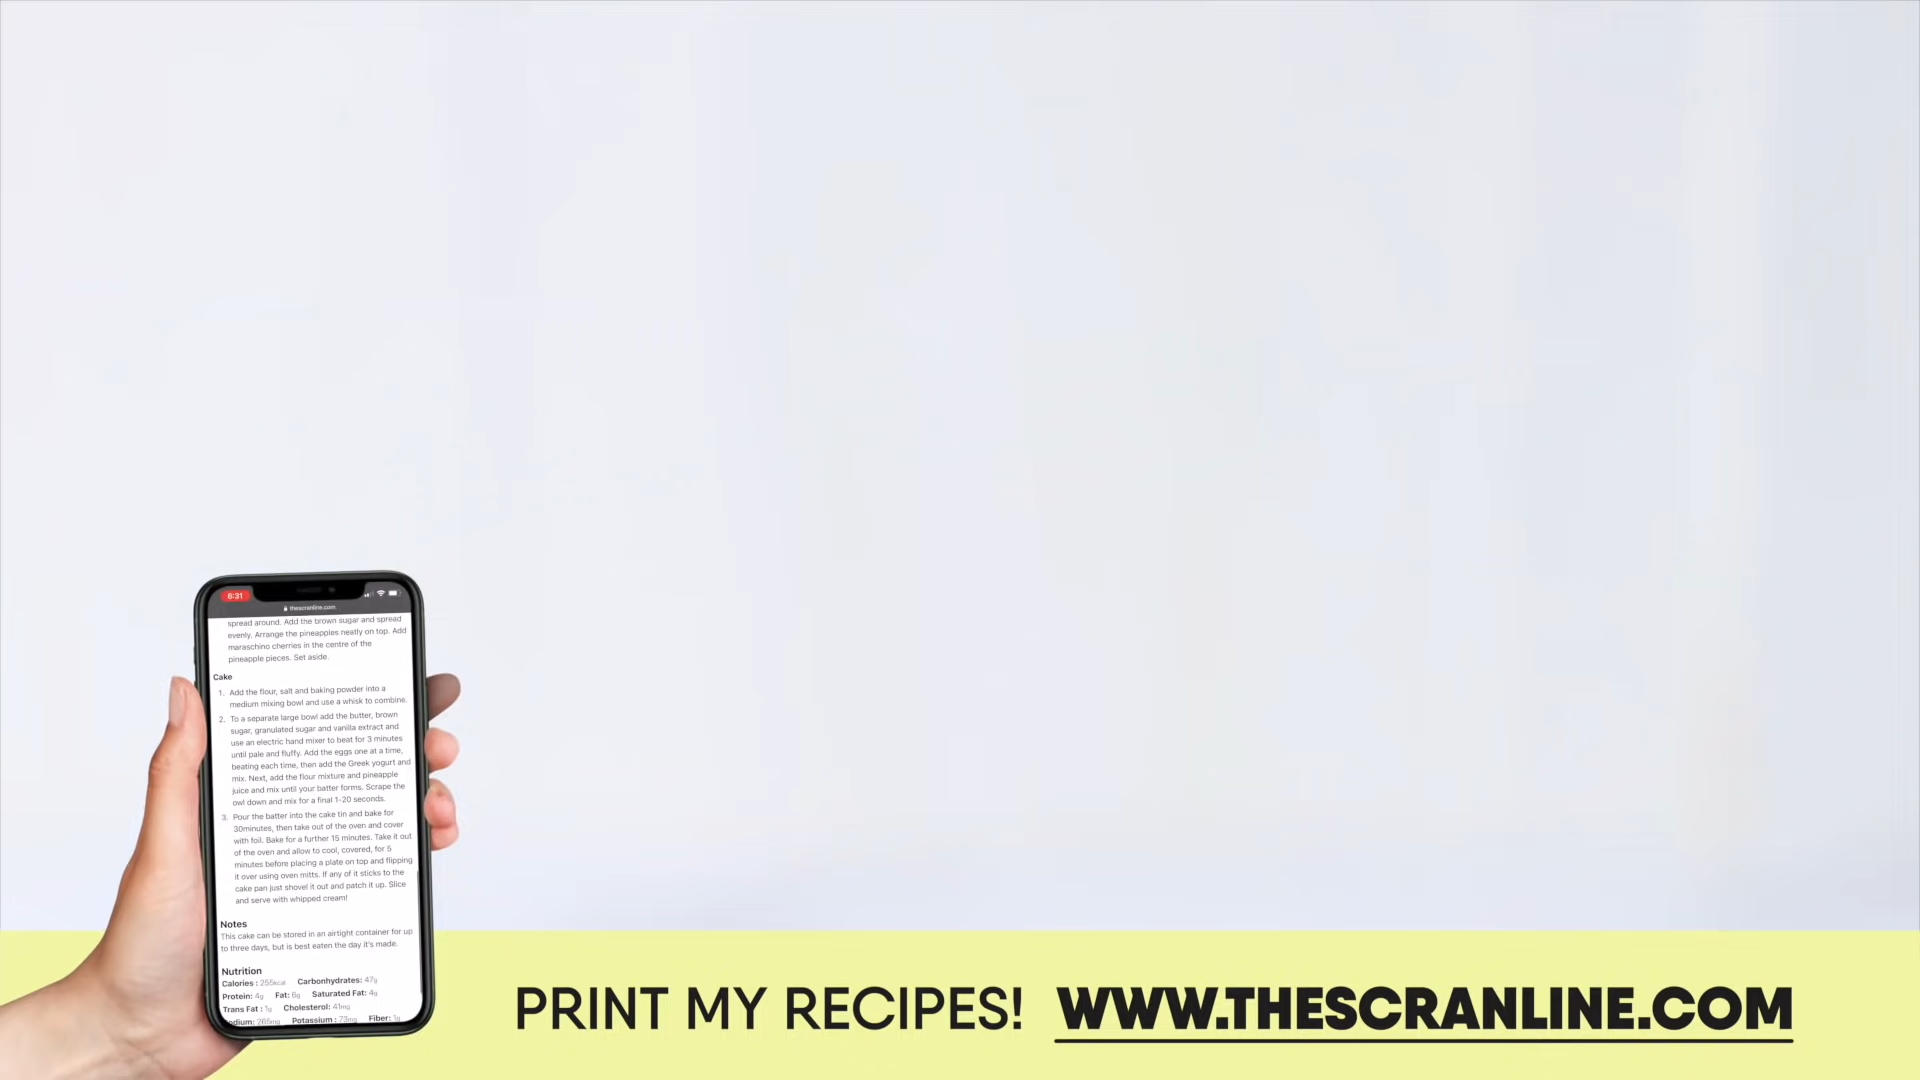 6:31
thescranline.com
spread around. Add the brown sugar and spread
evenly. Arrange the pineapples neatly on top. Add
maraschino cherries in the centre of the
pineapple pieces. Set aside.
Cake
1. Add the flour, salt and baking powder into a
medium mixing bowl and use a whisk to combine.
2. To a separate large bowl add the butter, brown
sugar, granulated sugar and vanilla extract and
use an electric hand mixer to beat for 3 minutes
until pale and fluffy. Add the eggs one at a time,
beating each time, then add the Greek yogurt and
mix. Next, add the flour mixture and pineapple
juice and mix until your batter forms. Scrape the
owl down and mix for a final 1-20 seconds.
3. Pour the batter into the cake tin and bake for
30minutes, then take out of the oven and cover
with foil. Bake for a further 15 minutes. Take it out
of the oven and allow to cool, covered, for 5
minutes before placing a plate on top and flipping
it over using oven mitts. If any of it sticks to the
cake pan just shovel it out and patch it up. Slice
and serve with whipped cream!
Notes
This cake can be stored in an airtight container for up
to three days, but is best eaten the day it's made.
Nutrition
Calories : 255kcal Carbonhydrates: 47g
Protein: 4g Fat: 6g Saturated Fat: 4g
Trans Fat : 1g Cholesterol: 41mg
odium: 265mg Potassium : 73mg Fiber: 1g
PRINT MY RECIPES! WWW.THESCRANLINE.COM